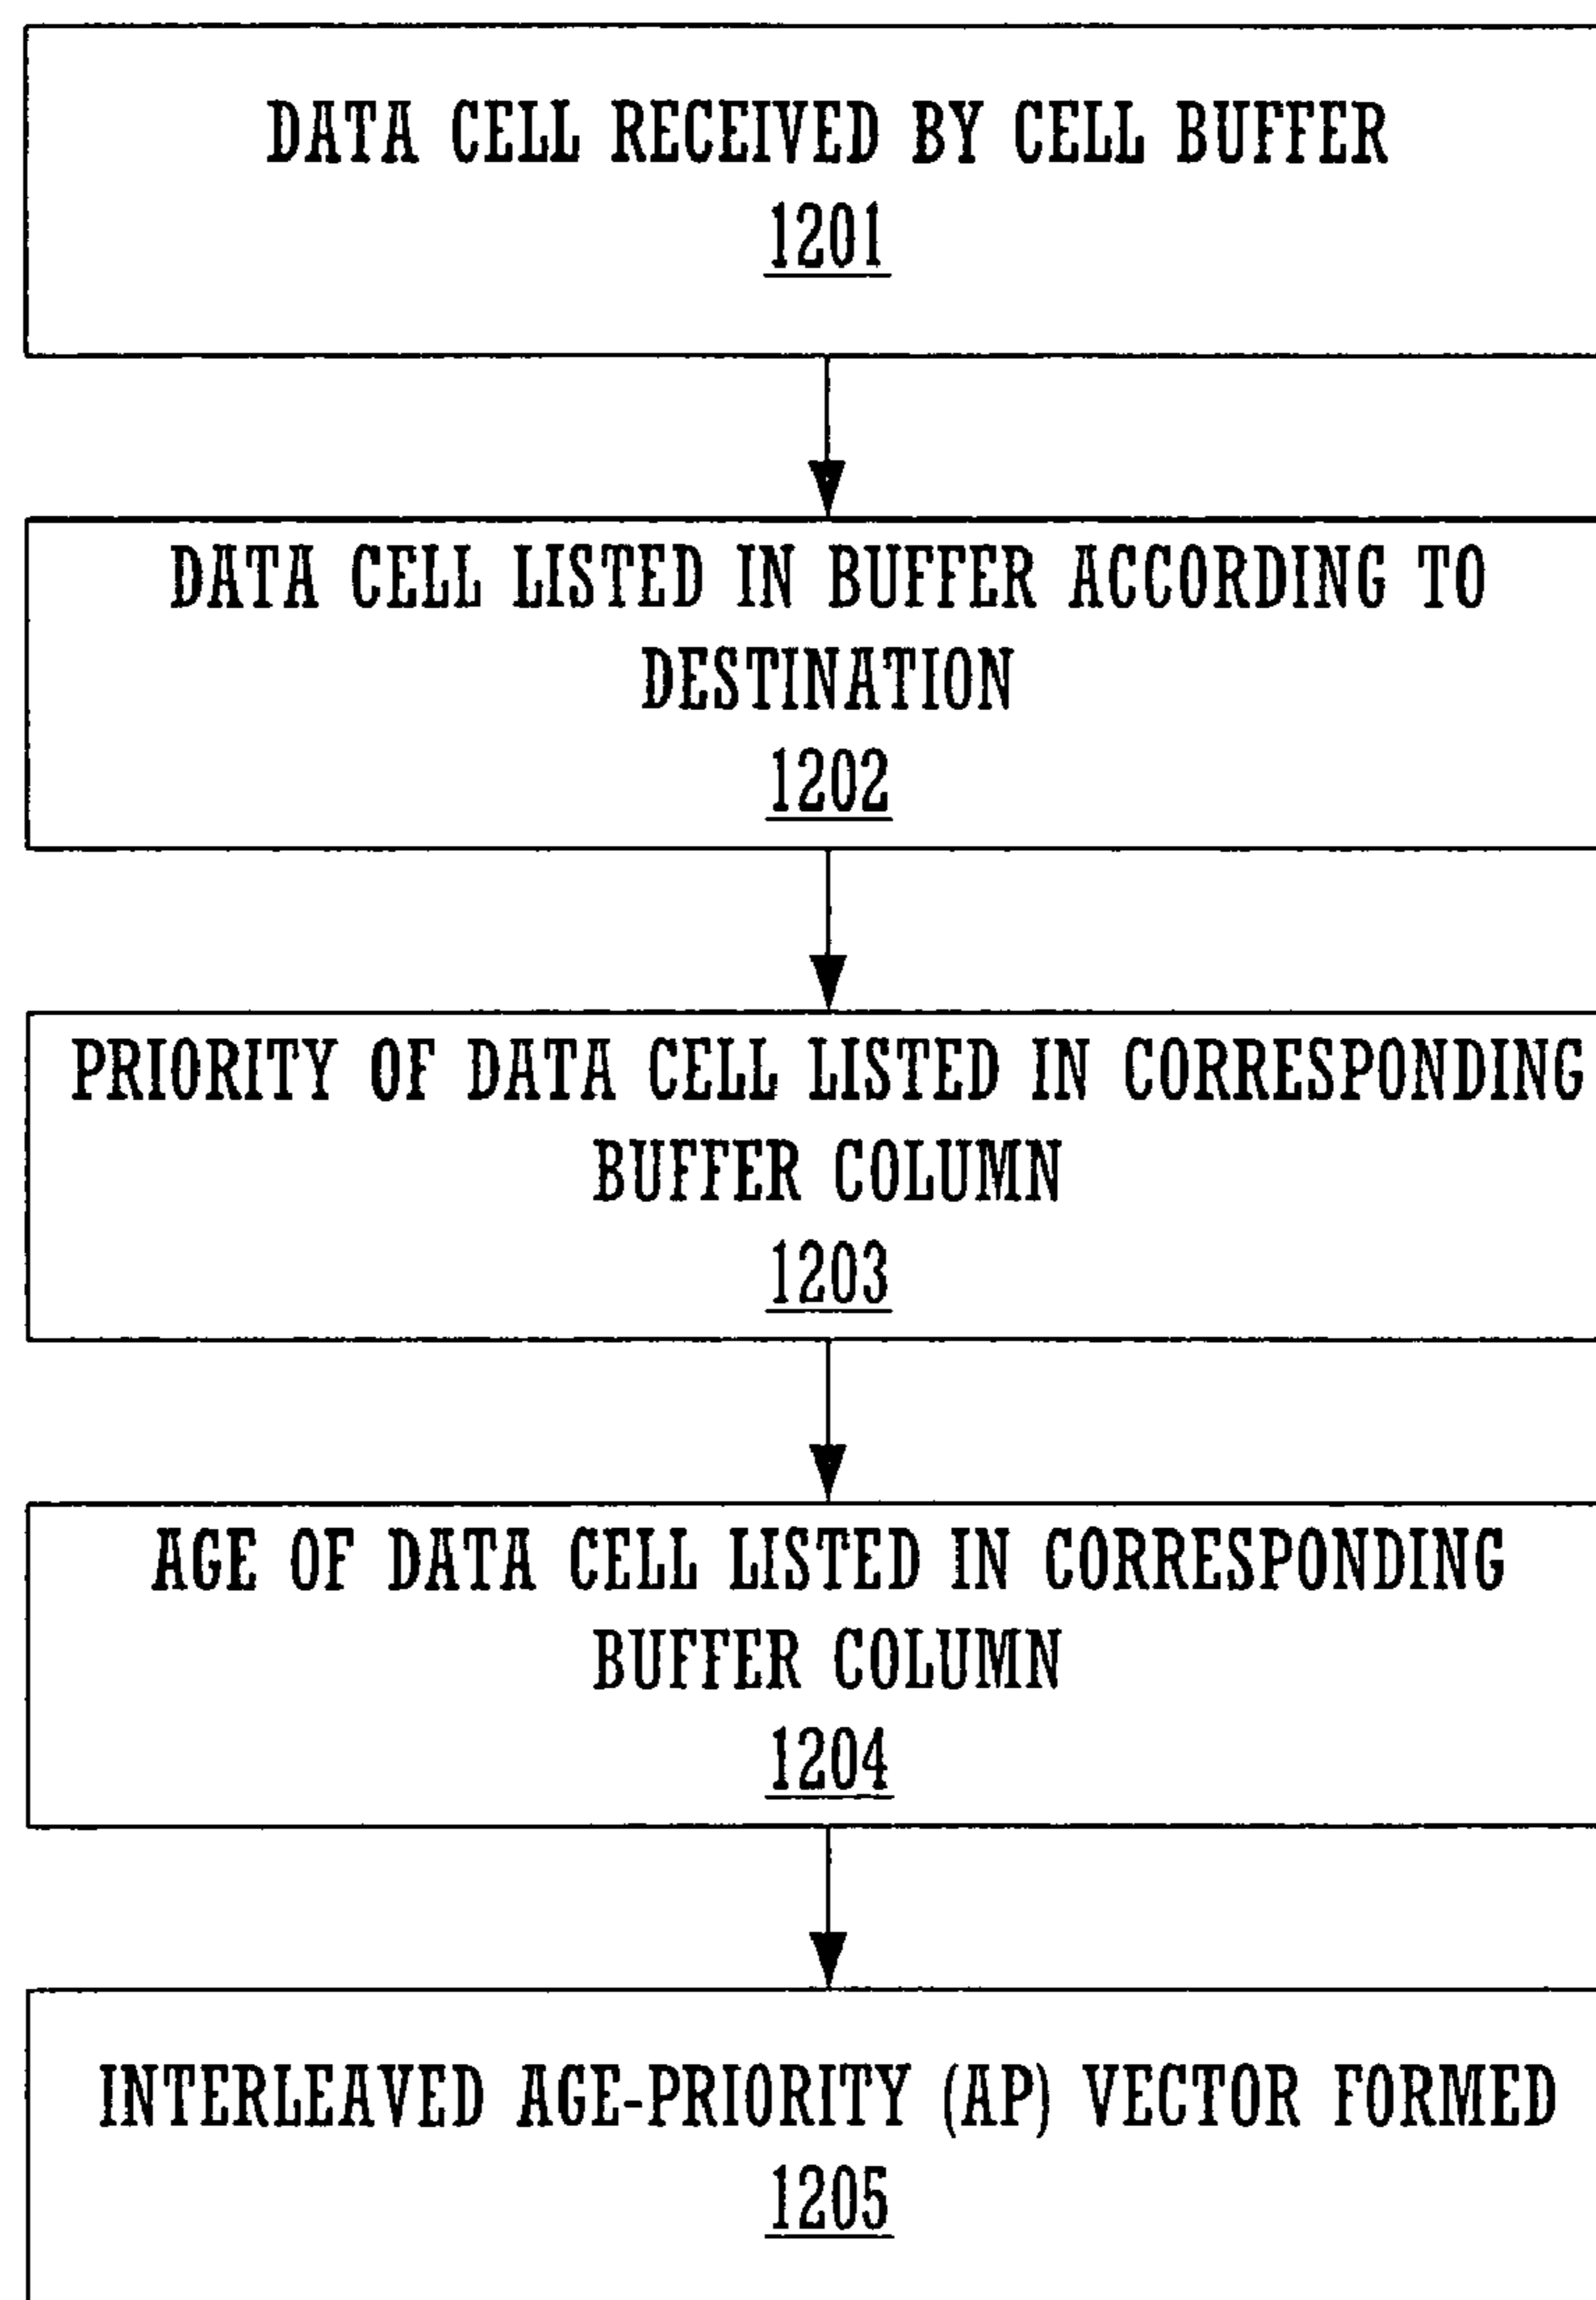 DATA CELL RECEIVED BY CELL BUFFER
1201
DATA CELL LISTED IN BUFFER ACCORDING TO
DESTINATION
1202
PRIORITY OF DATA CELL LISTED IN CORRESPONDING
BUFFER COLUMN
1203
AGE OF DATA CELL LISTED IN CORRESPONDING
BUFFER COLUMN
1204
INTERLEAVED AGE-PRIORITY (AP) VECTOR FORMED
1205